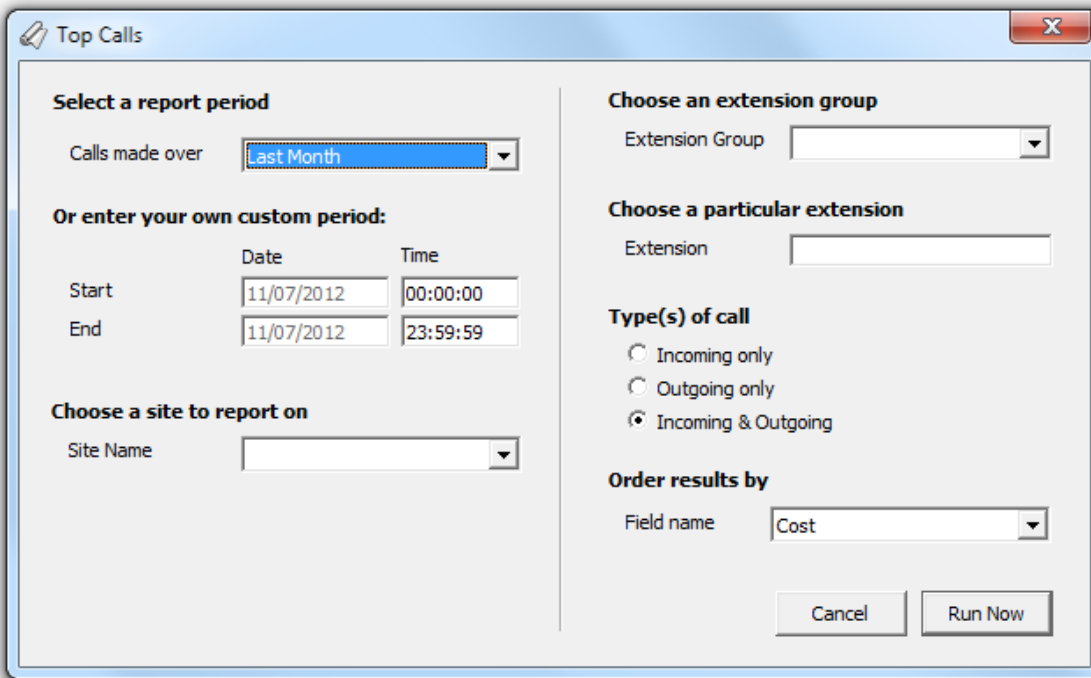 Top Calls
Select a report period
Calls made over Last Month
Or enter your own custom period:
Date Time
Start 11/07/2012 00:00:00
End 11/07/2012 23:59:59
Choose a site to report on
Site Name
Choose an extension group
Extension Group
Choose a particular extension
Extension
Type(s) of call
Incoming only
Outgoing only
Incoming & Outgoing
Order results by
Field name Cost
Cancel Run Now